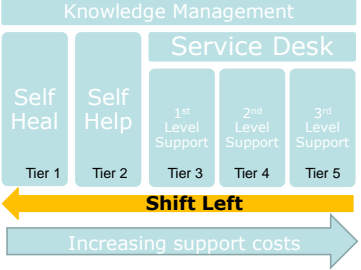 Knowledge Management
Service Desk
Self
Heal
Tier 1
Self
Help
Tier 2
1st
Level
Support
Tier 3
2nd
Level
Support
Tier 4
3rd
Level
Support
Tier 5
Shift Left
Increasing support costs